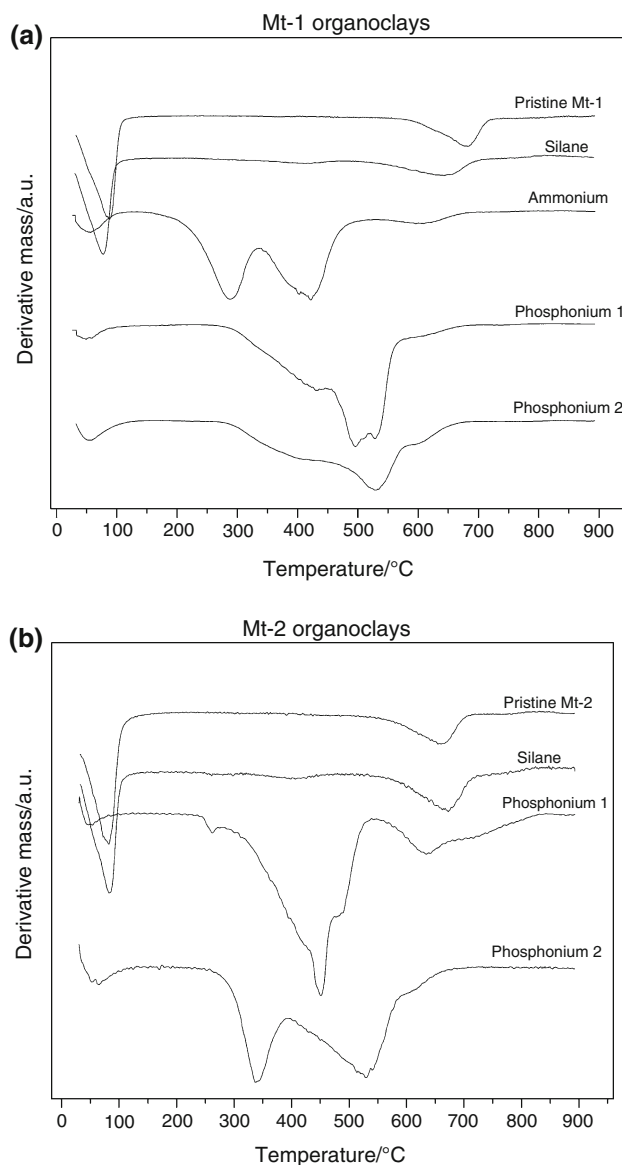 (a)
Mt-1 organoclays
Pristine Mt-1
Silane
Ammonium
Phosphonium 1
Phosphonium 2
Derivative mass/a.u.
0 100 200 300 400 500 600 700 800 900
Temperature/°C
(b)
Mt-2 organoclays
Pristine Mt-2
Silane
Phosphonium 1
Phosphonium 2
Derivative mass/a.u.
0 100 200 300 400 500 600 700 800 900
Temperature/°C